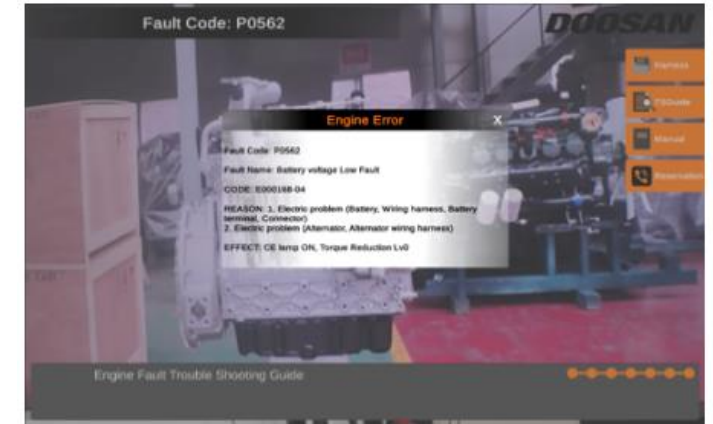 Fault Code: P0562
DOOSAN
Harness
TSGuide
Manual
Reservation
Engine Error
X
Fault Code: P0562
Fault Name: Battery voltage Low Fault
CODE: E000168-04
REASON: 1. Electric problem (Battery, Wiring harness, Battery
terminal, Connector)
2. Electric problem (Alternator, Alternator wiring harness)
EFFECT: CE lamp ON, Torque Reduction Lv0
Engine Fault Trouble Shooting Guide